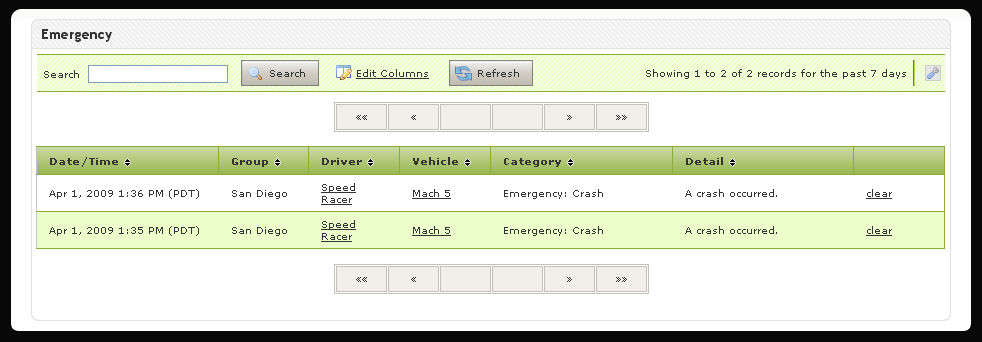 Emergency
Search Search Edit Columns Refresh Showing 1 to 2 of 2 records for the past 7 days
«« « » »»
Date/Time Group Driver Vehicle Category Detail
Apr 1, 2009 1:36 PM (PDT) San Diego Speed Racer Mach 5 Emergency: Crash A crash occurred. clear
Apr 1, 2009 1:35 PM (PDT) San Diego Speed Racer Mach 5 Emergency: Crash A crash occurred. clear
«« « » »»